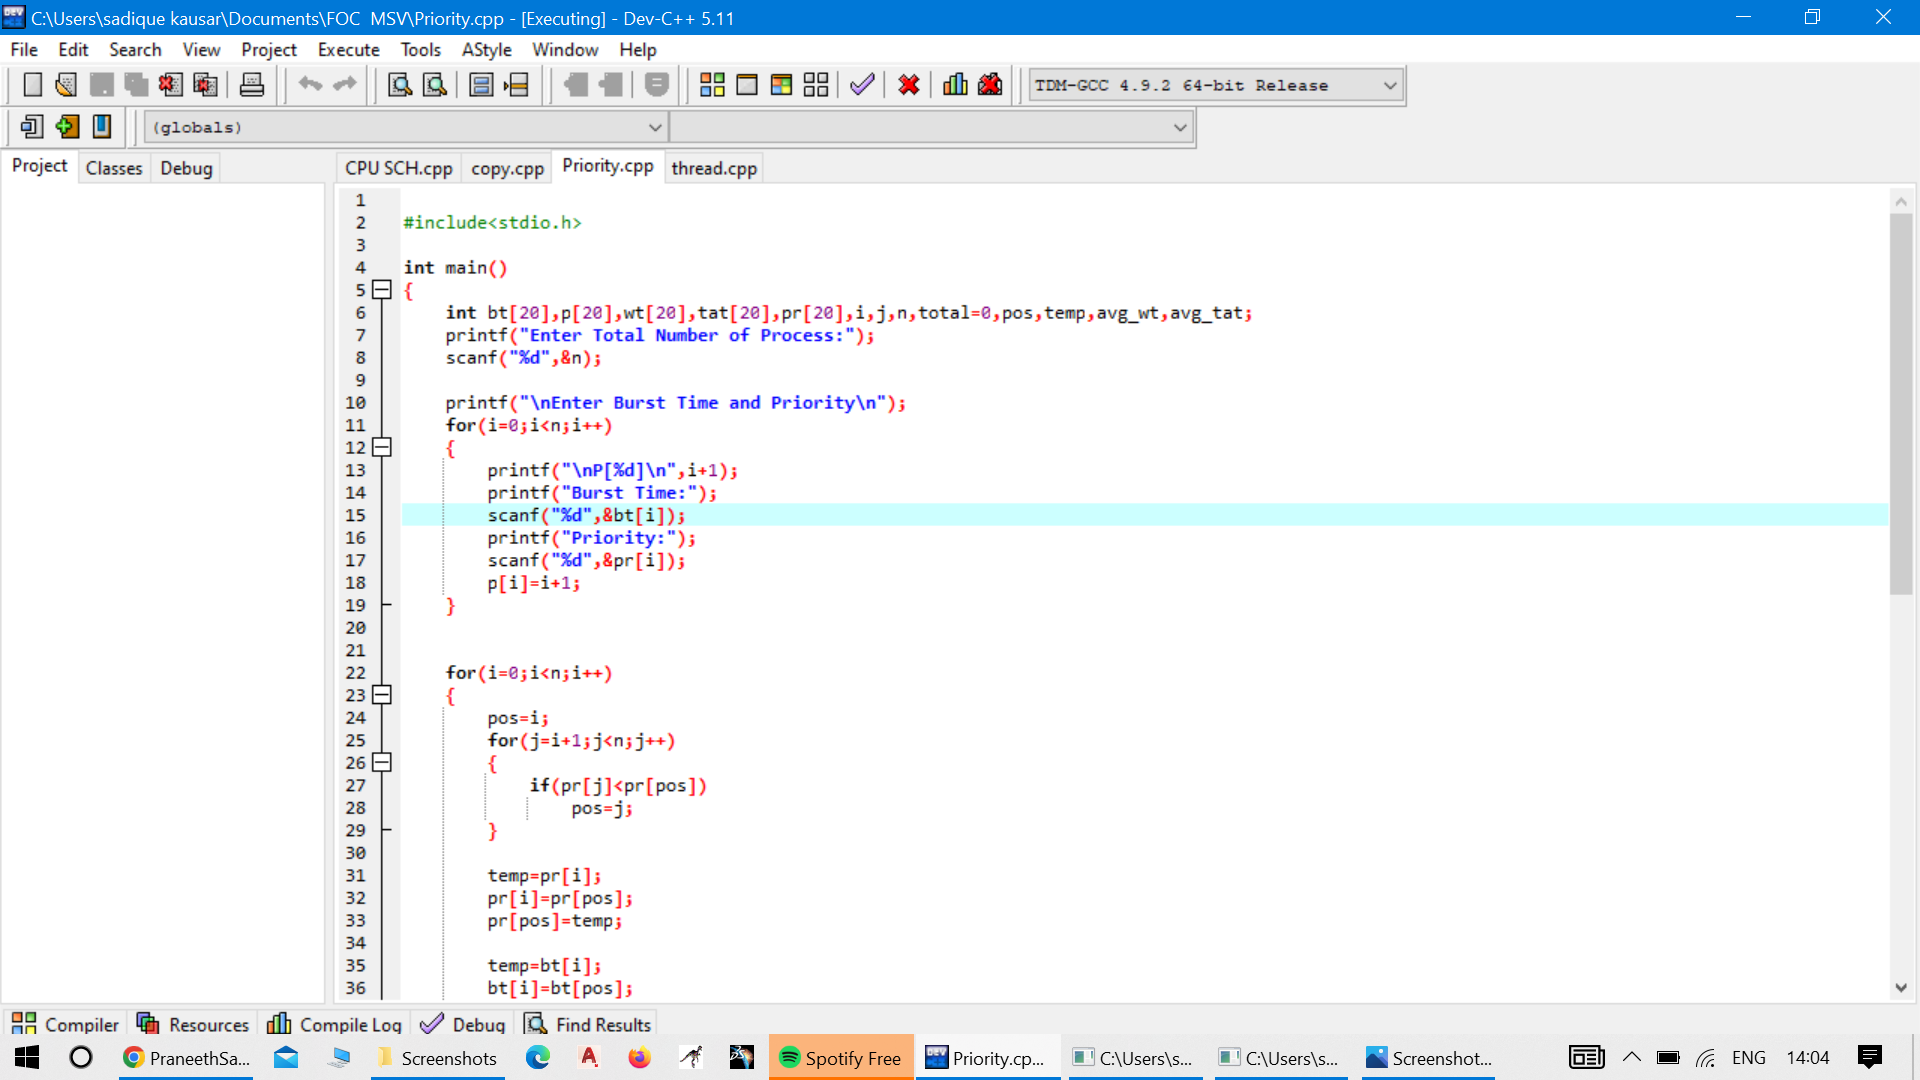 C:\Users\sadique kausar\Documents\FOC  MSV\Priority.cpp - [Executing] - Dev-C++ 5.11
File Edit Search View Project Execute Tools AStyle Window Help
TDM-GCC 4.9.2 64-bit Release
(globals)
Project Classes Debug
CPU SCH.cpp copy.cpp Priority.cpp thread.cpp
1
2 #include<stdio.h>
3
4 int main()
5 {
6 int bt[20],p[20],wt[20],tat[20],pr[20],i,j,n,total=0,pos,temp,avg_wt,avg_tat;
7 printf("Enter Total Number of Process:");
8 scanf("%d",&n);
9
10 printf("\nEnter Burst Time and Priority\n");
11 for(i=0;i<n;i++)
12 {
13 printf("\nP[%d]\n",i+1);
14 printf("Burst Time:");
15 scanf("%d",&bt[i]);
16 printf("Priority:");
17 scanf("%d",&pr[i]);
18 p[i]=i+1;
19 }
20
21
22 for(i=0;i<n;i++)
23 {
24 pos=i;
25 for(j=i+1;j<n;j++)
26 {
27 if(pr[j]<pr[pos])
28 pos=j;
29 }
30
31 temp=pr[i];
32 pr[i]=pr[pos];
33 pr[pos]=temp;
34
35 temp=bt[i];
36 bt[i]=bt[pos];
Compiler Resources Compile Log Debug Find Results
PraneethSa... Screenshots Spotify Free Priority.cp... C:\Users\s... C:\Users\s... Screenshot... ENG 14:04